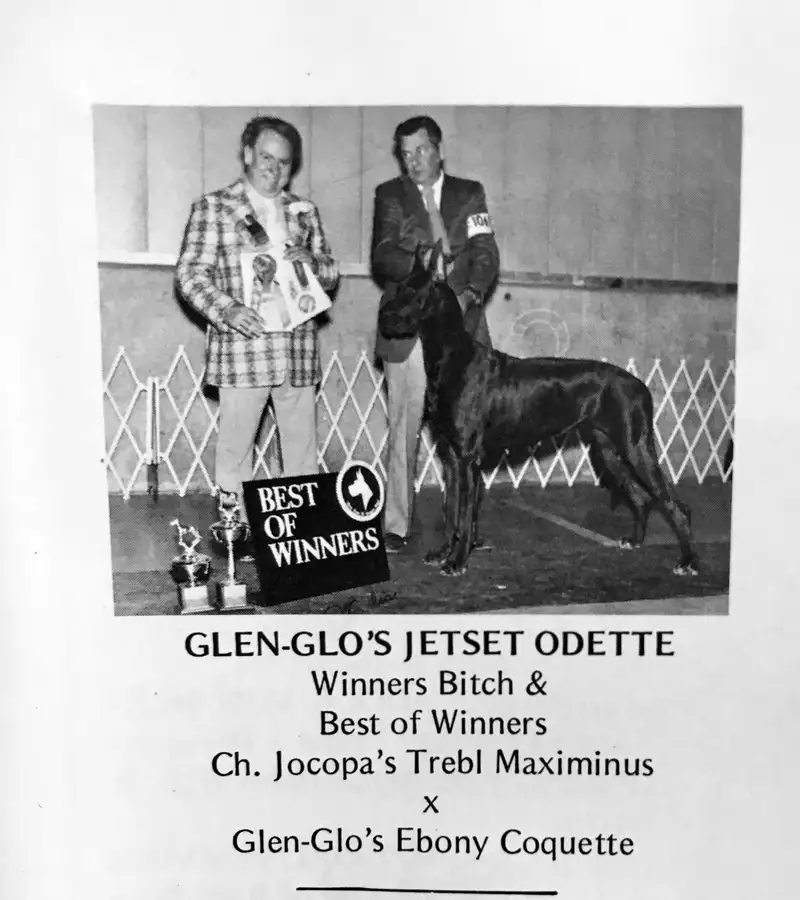 BEST
OF
WINNERS
GLEN-GLO'S JETSET ODETTE
Winners Bitch &
Best of Winners
Ch. Jocopa's Trebl Maximinus
x
Glen-Glo's Ebony Coquette